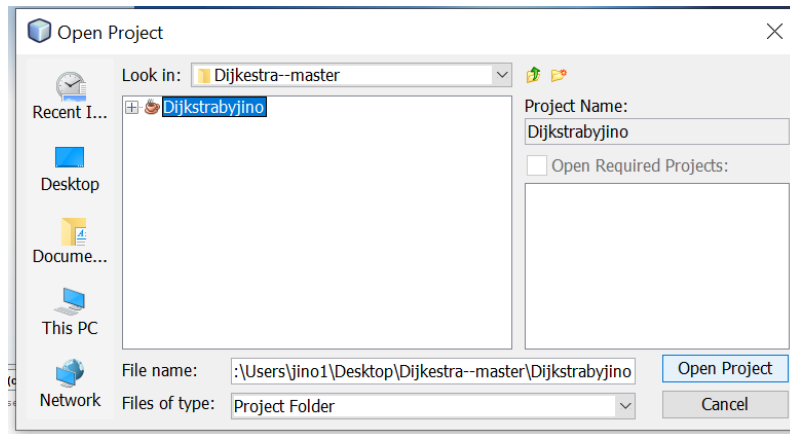 Open Project
Look in: Dijkestra--master
Recent I...
Desktop
Docume...
This PC
Network
Dijkstrabyjino
Project Name:
Dijkstrabyjino
Open Required Projects:
File name: :\Users\jino1\Desktop\Dijkestra--master\Dijkstrabyjino
Open Project
Files of type: Project Folder
Cancel